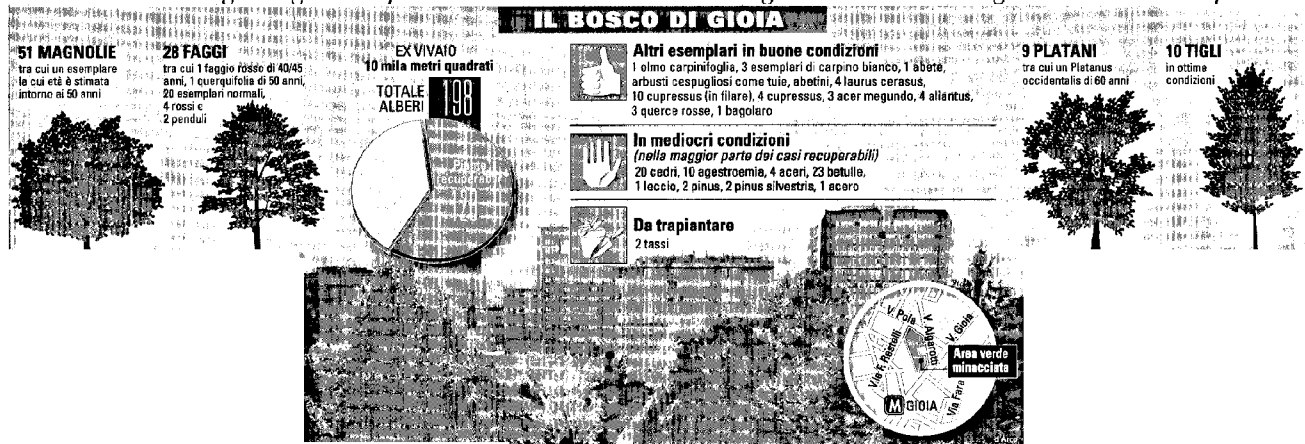 IL BOSCO DI GIOIA
51 MAGNOLIE
tra cui un esemplare
la cui età è stimata
intorno ai 50 anni
28 FAGGI
tra cui 1 faggio rosso di 40/45
anni, 1 querquifolia di 50 anni,
20 esemplari normali,
4 rossi e
2 penduli
EX VIVAIO
10 mila metri quadrati
TOTALE
ALBERI
198
Piante
recuperabili
120
Altri esemplari in buone condizioni
1 olmo carpinifoglia, 3 esemplari di carpino bianco, 1 abete,
arbusti cespugliosi come tuie, abetini, 4 laurus cerasus,
10 cupressus (in filare), 4 cupressus, 3 acer megundo, 4 aliantus,
3 querce rosse, 1 bagolaro
In mediocri condizioni
(nella maggior parte dei casi recuperabili)
20 cedri, 10 agestroemia, 4 aceri, 23 betulle,
1 leccio, 2 pinus, 2 pinus silvestris, 1 acero
Da trapiantare
2 tassi
9 PLATANI
tra cui un Platanus
occidentalis di 60 anni
10 TIGLI
in ottime
condizioni
V. Pola
V. Algarotti
V. Gioia
Via F. Restelli
Area verde
minacciata
Via Fara
M GIOIA
d'Arco